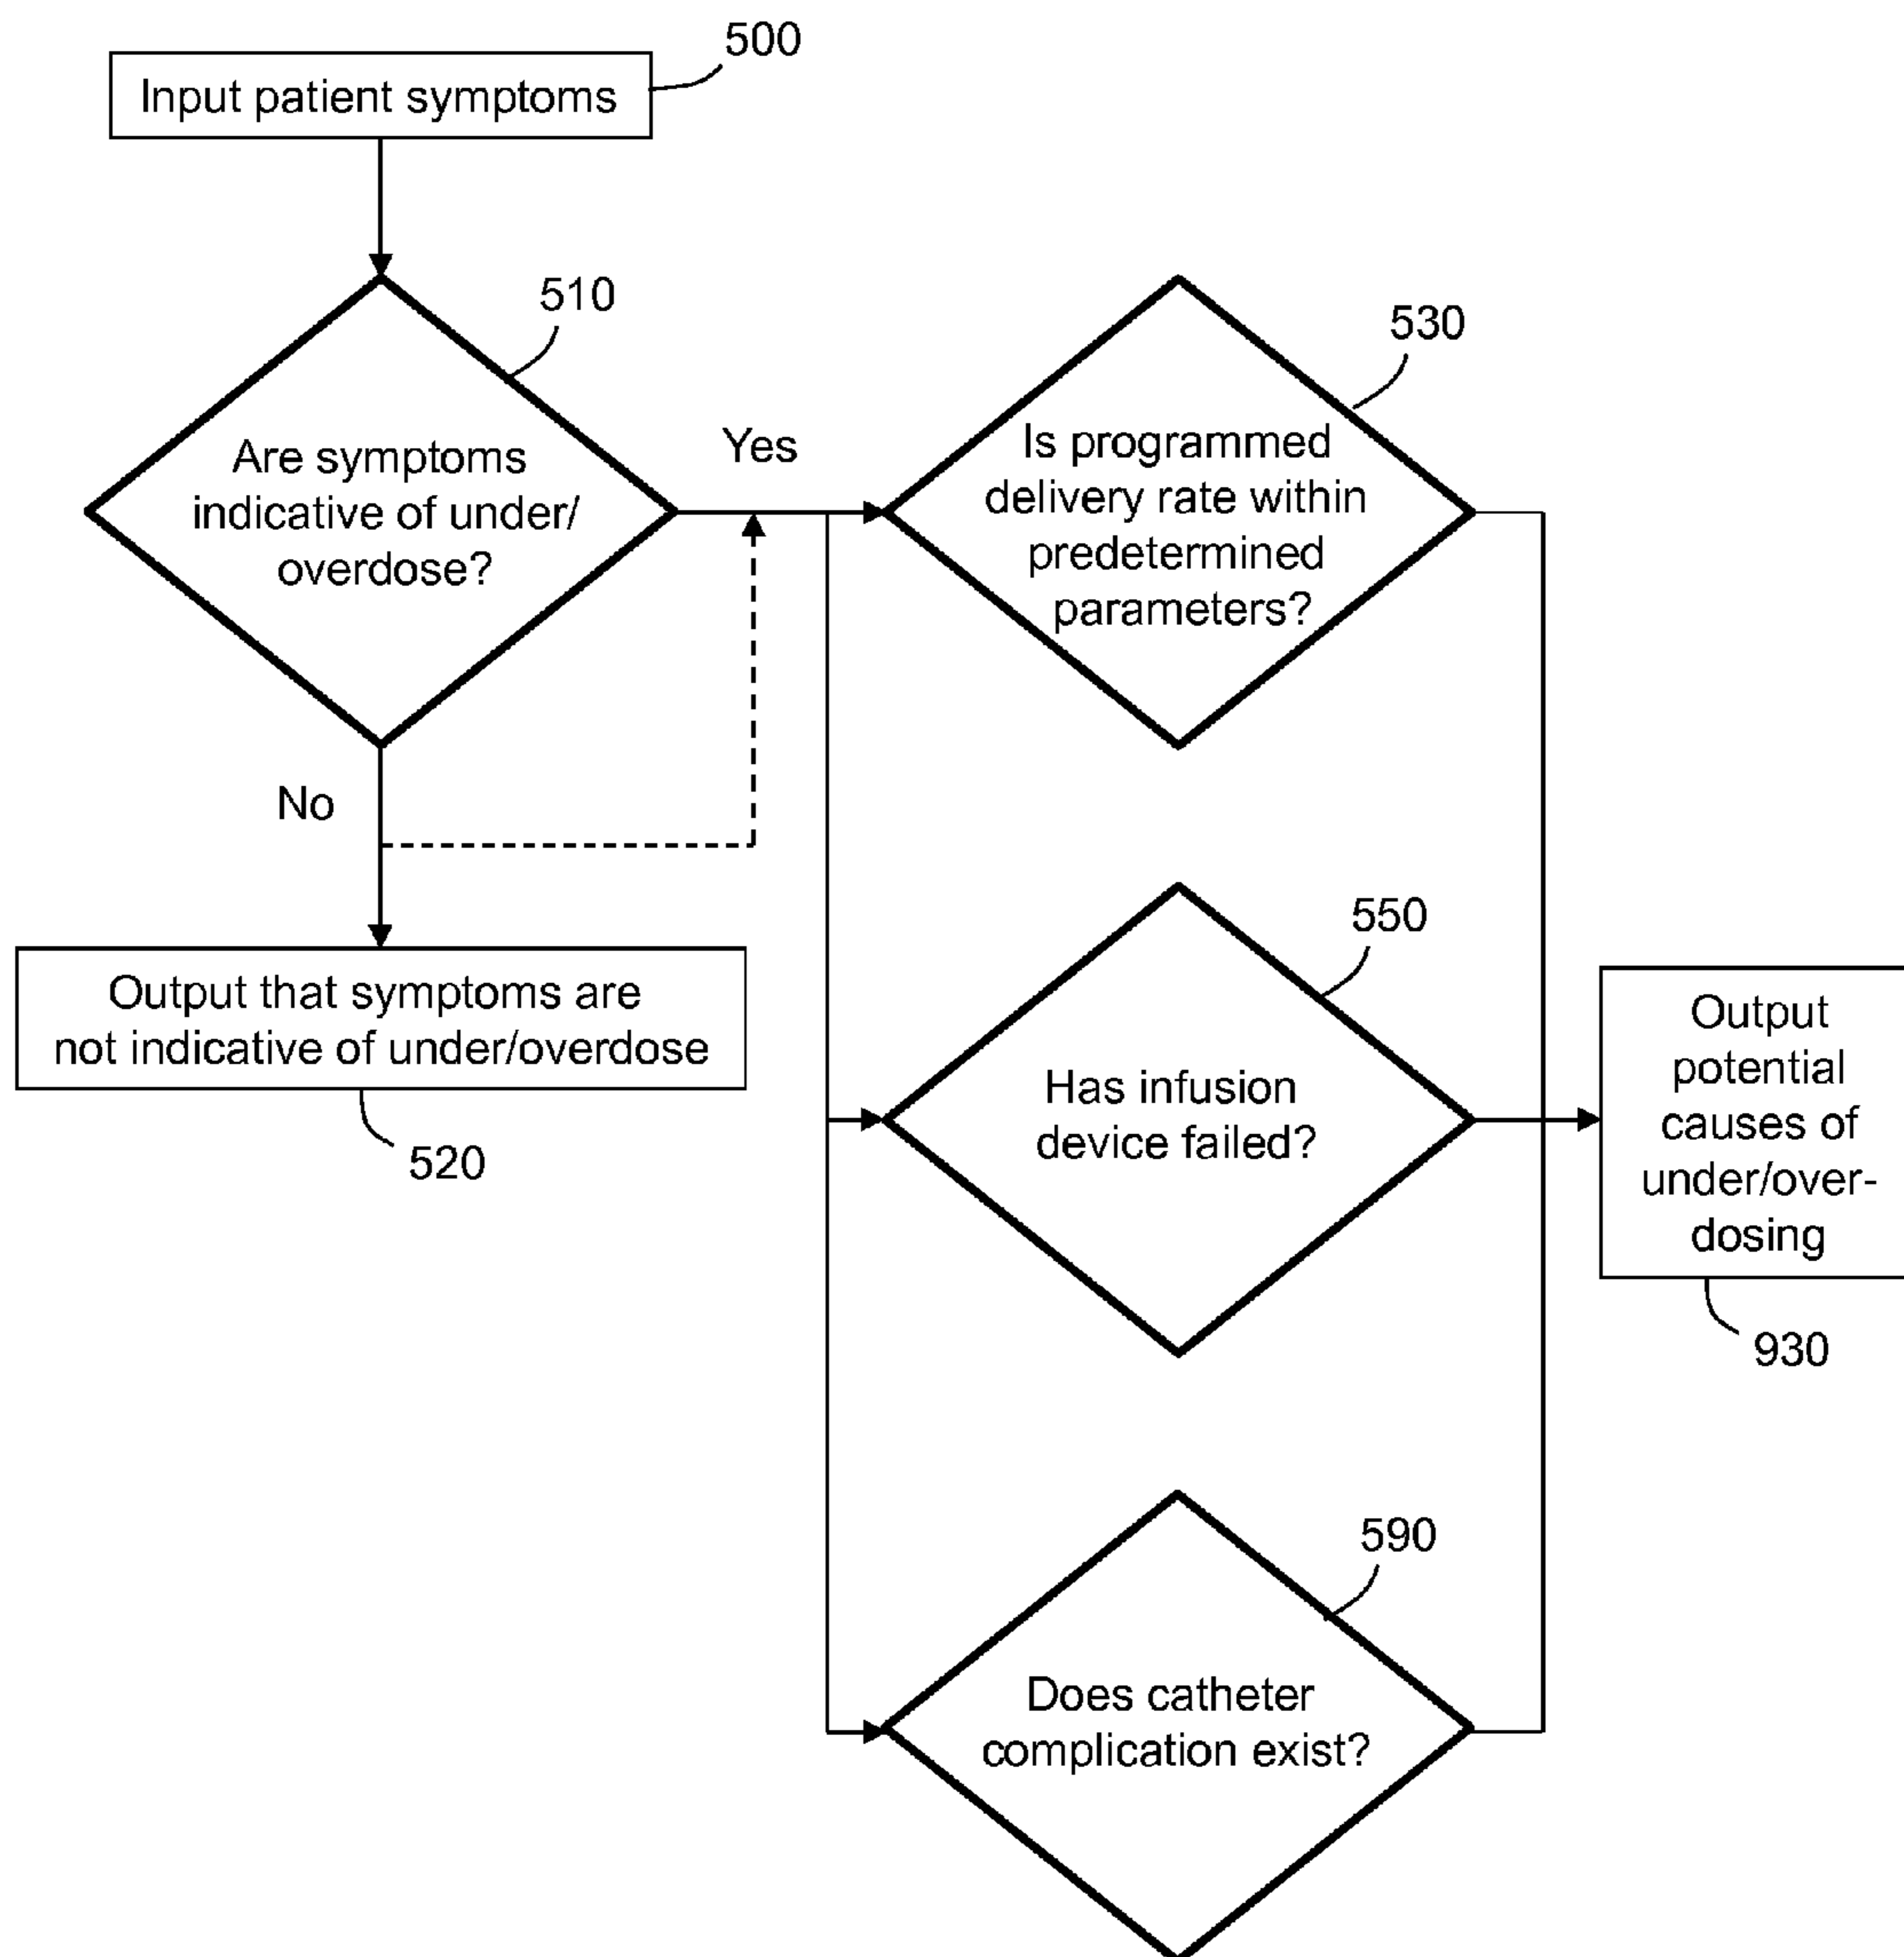 500
Input patient symptoms
510
Are symptoms
indicative of under/
overdose?
Yes
No
Output that symptoms are
not indicative of under/overdose
520
530
Is programmed
delivery rate within
predetermined
parameters?
550
Has infusion
device failed?
590
Does catheter
complication exist?
Output
potential
causes of
under/over-
dosing
930